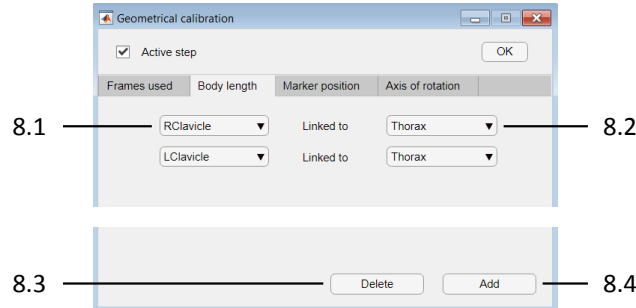 Geometrical calibration
Active step
OK
Frames used Body length Marker position Axis of rotation
8.1 RClavicle Linked to Thorax 8.2
LClavicle Linked to Thorax
8.3 Delete Add 8.4